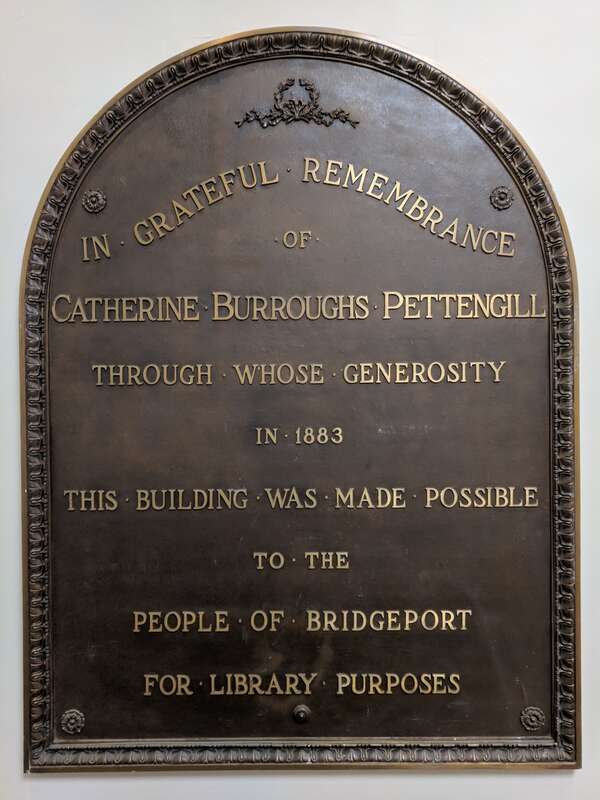 IN · GRATEFUL · REMEMBRANCE
· OF ·
CATHERINE · BURROUGHS · PETTENGILL
THROUGH · WHOSE · GENEROSITY
IN · 1883
THIS · BUILDING · WAS · MADE · POSSIBLE
TO · THE
PEOPLE · OF · BRIDGEPORT
FOR · LIBRARY · PURPOSES